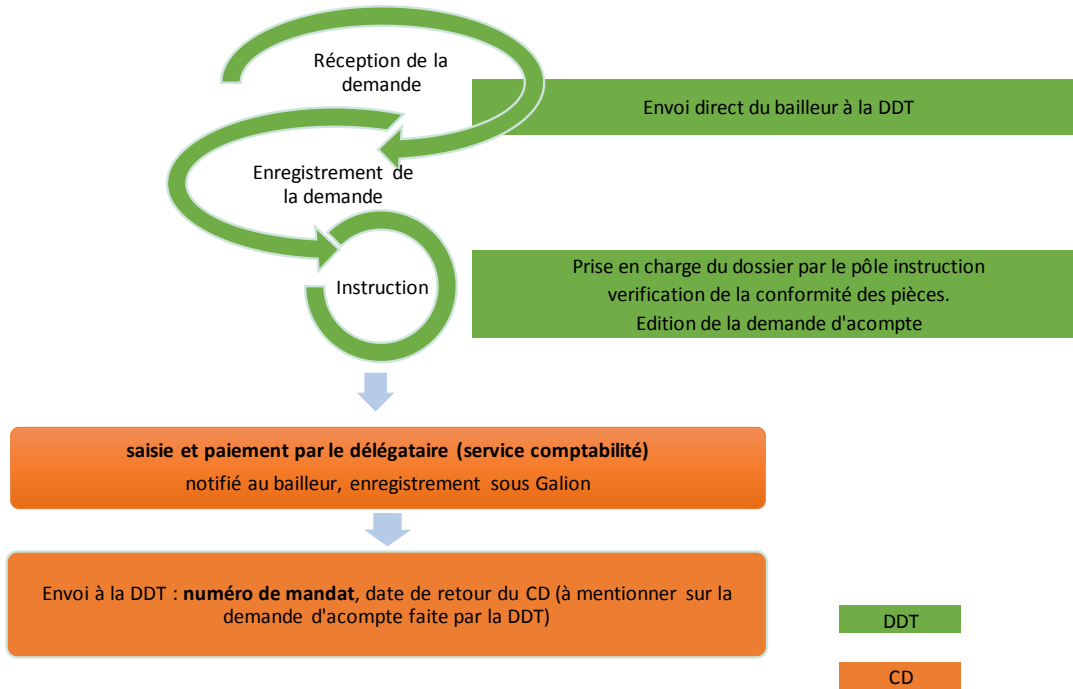 Réception de la
demande
Envoi direct du bailleur à la DDT
Enregistrement de
la demande
Instruction
Prise en charge du dossier par le pôle instruction
verification de la conformité des pièces.
Edition de la demande d'acompte
saisie et paiement par le délégataire (service comptabilité)
notifié au bailleur, enregistrement sous Galion
Envoi à la DDT : numéro de mandat, date de retour du CD (à mentionner sur la
demande d'acompte faite par la DDT)
DDT
CD